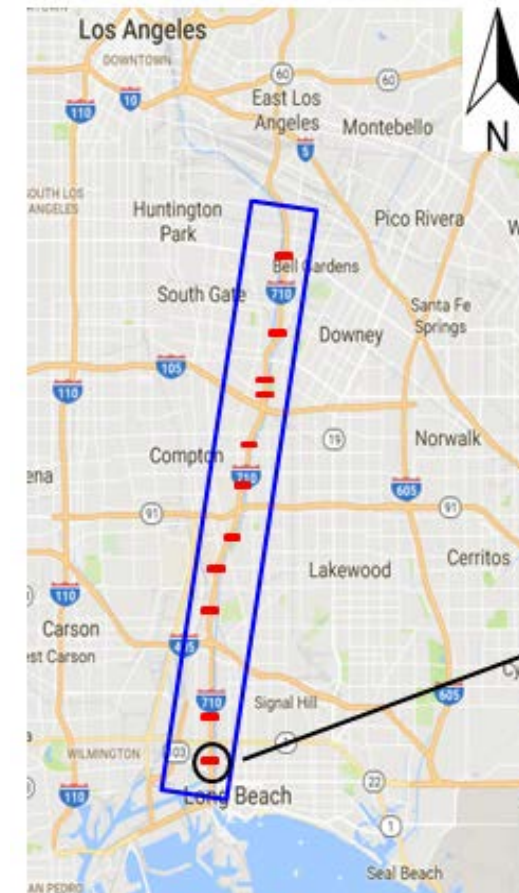 Los Angeles
DOWNTOWN
60
60
10
110
East Los
Angeles
Montebello
5
N
SOUTH LOS
ANGELES
Huntington
Park
Pico Rivera
Bell Gardens
710
South Gate
Santa Fe
Springs
Downey
105
110
19
Norwalk
Compton
710
605
91
91
Lakewood
Cerritos
110
Carson
est Carson
405
Cy
605
710
Signal Hill
WILMINGTON
103
1
110
Long Beach
22
1
Seal Beach
AN PEDRO